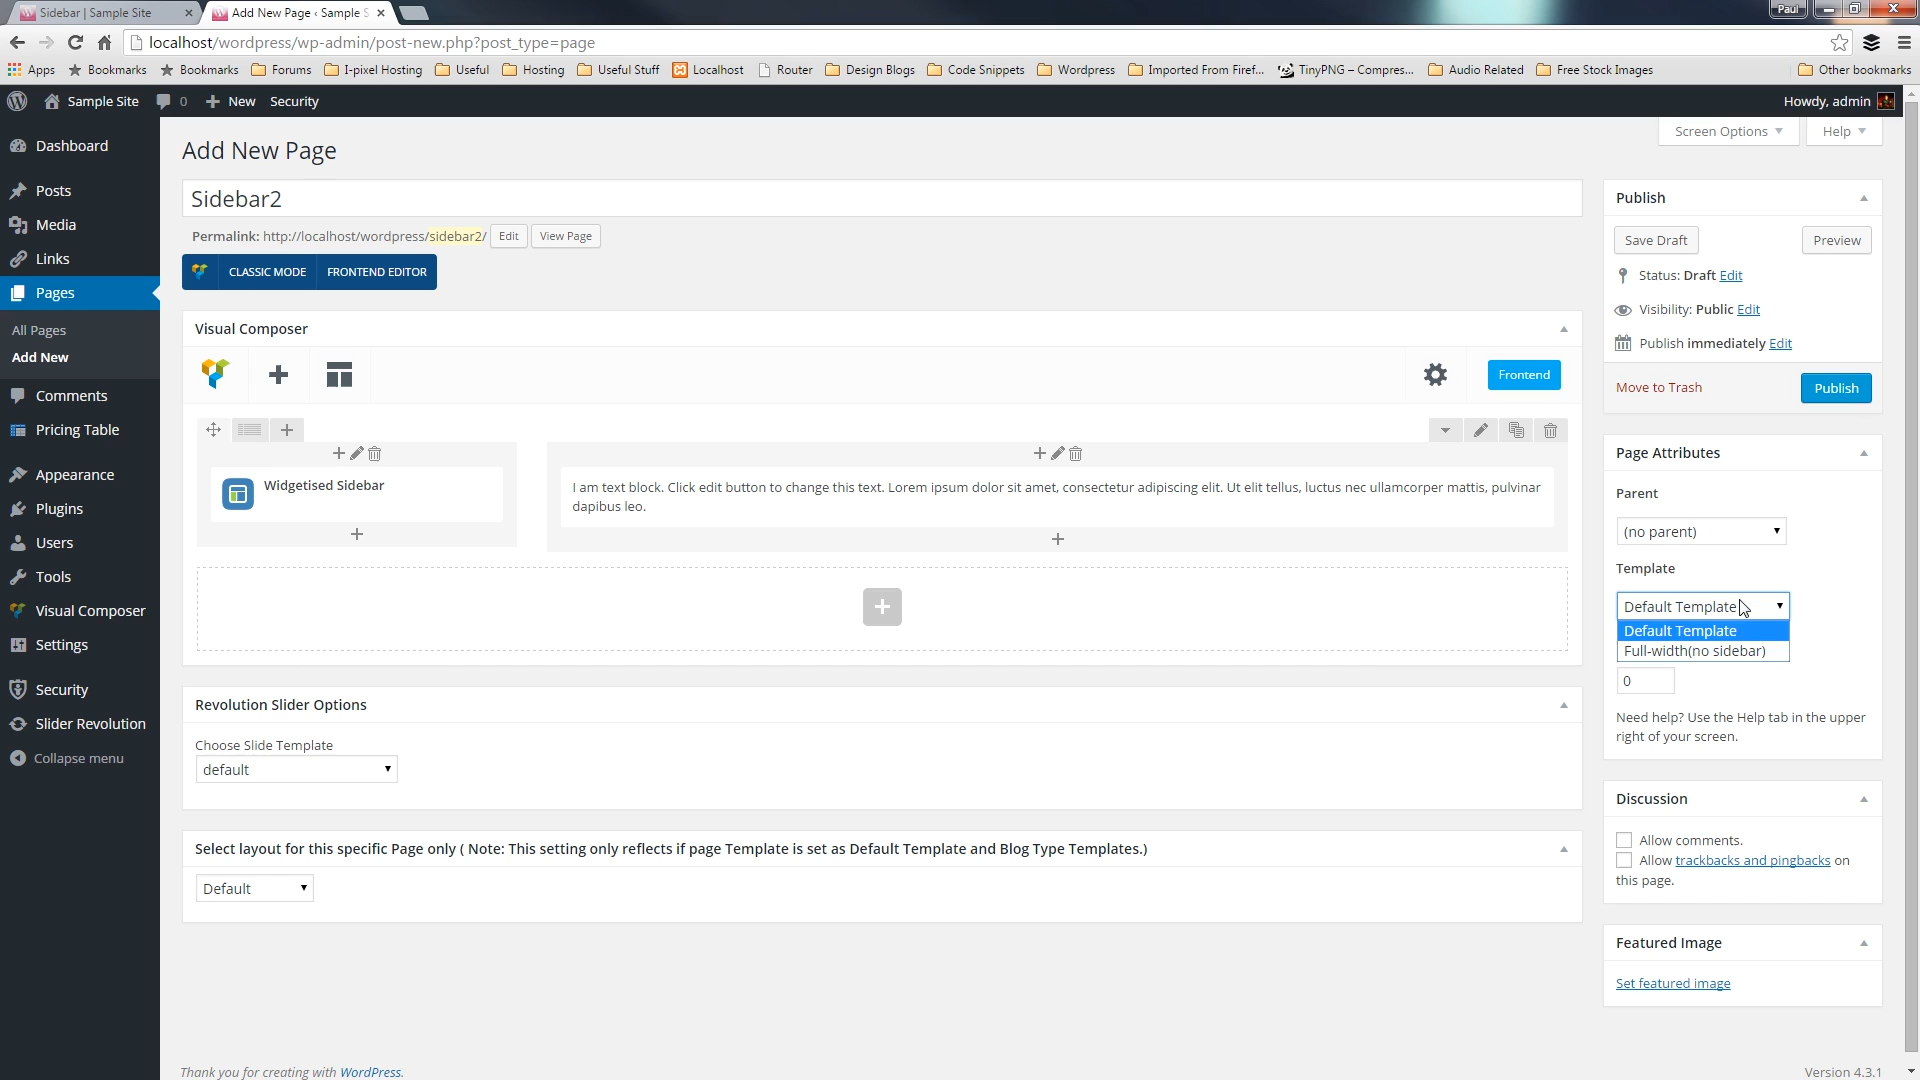 Sidebar | Sample Site
Add New Page ‹ Sample S
Paul
localhost/wordpress/wp-admin/post-new.php?post_type=page
Apps Bookmarks Bookmarks Forums I-pixel Hosting Useful Hosting Useful Stuff Localhost Router Design Blogs Code Snippets Wordpress Imported From Firef... TinyPNG – Compres... Audio Related Free Stock Images Other bookmarks
Sample Site 0 New Security Howdy, admin
Screen Options Help
Dashboard
Posts
Media
Links
Pages
All Pages
Add New
Comments
Pricing Table
Appearance
Plugins
Users
Tools
Visual Composer
Settings
Security
Slider Revolution
Collapse menu
Add New Page
Sidebar2
Permalink: http://localhost/wordpress/sidebar2/ Edit View Page
CLASSIC MODE FRONTEND EDITOR
Visual Composer
Frontend
Widgetised Sidebar
I am text block. Click edit button to change this text. Lorem ipsum dolor sit amet, consectetur adipiscing elit. Ut elit tellus, luctus nec ullamcorper mattis, pulvinar
dapibus leo.
Revolution Slider Options
Choose Slide Template
default
Select layout for this specific Page only ( Note: This setting only reflects if page Template is set as Default Template and Blog Type Templates.)
Default
Publish
Save Draft Preview
Status: Draft Edit
Visibility: Public Edit
Publish immediately Edit
Move to Trash Publish
Page Attributes
Parent
(no parent)
Template
Default Template
Default Template
Full-width(no sidebar)
0
Need help? Use the Help tab in the upper
right of your screen.
Discussion
Allow comments.
Allow trackbacks and pingbacks on
this page.
Featured Image
Set featured image
Thank you for creating with WordPress.
Version 4.3.1